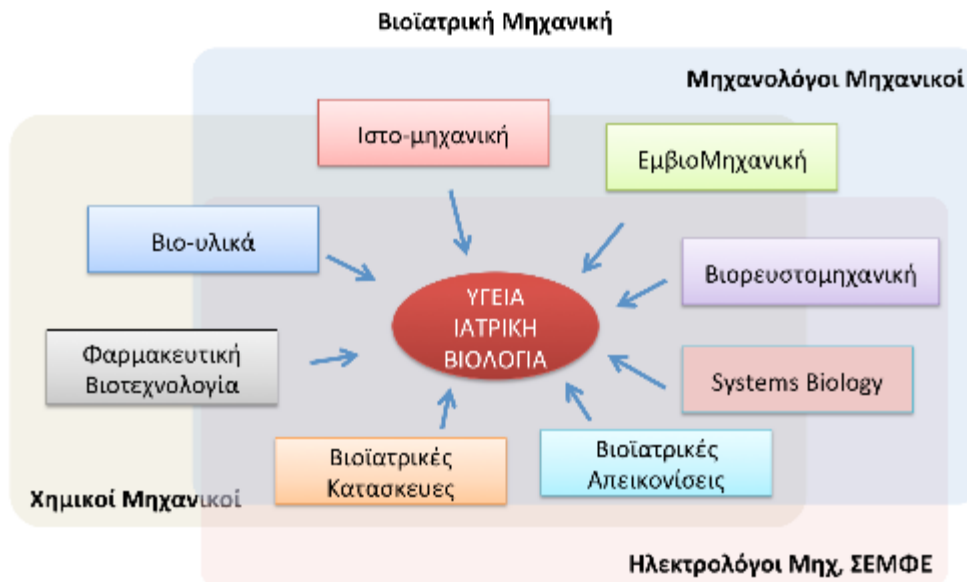 Βιοϊατρική Μηχανική
Μηχανολόγοι Μηχανικοί
Ιστο-μηχανική
ΕμβιοΜηχανική
Βιο-υλικά
Βιορευστομηχανική
ΥΓΕΙΑ
ΙΑΤΡΙΚΗ
ΒΙΟΛΟΓΙΑ
Φαρμακευτική
Βιοτεχνολογία
Systems Biology
Βιοϊατρικές
Κατασκευες
Βιοϊατρικές
Απεικονίσεις
Χημικοί Μηχανικοί
Ηλεκτρολόγοι Μηχ, ΣΕΜΦΕ